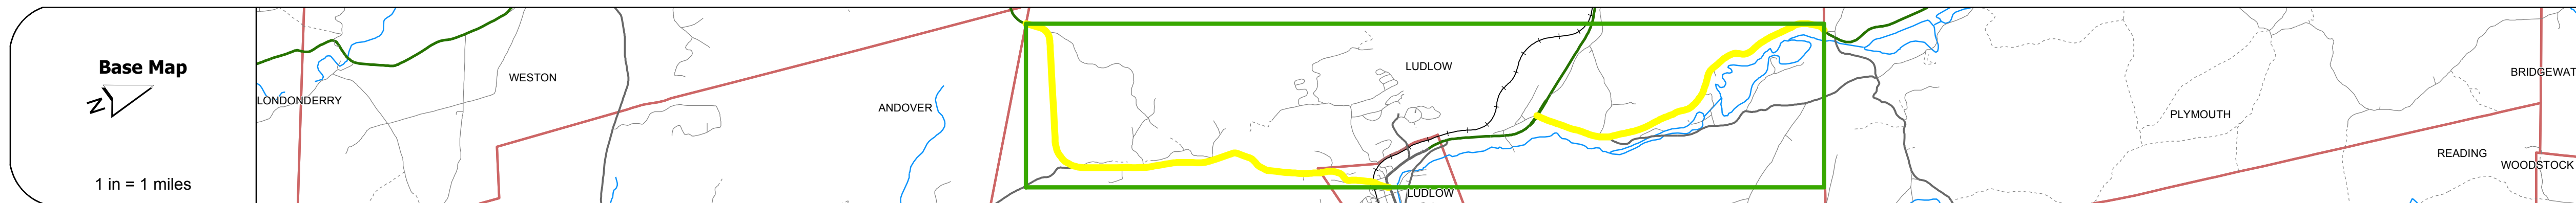 Base Map
N
1 in = 1 miles
LONDONDERRY
WESTON
ANDOVER
LUDLOW
LUDLOW
PLYMOUTH
BRIDGEWAT
READING
WOODSTOCK